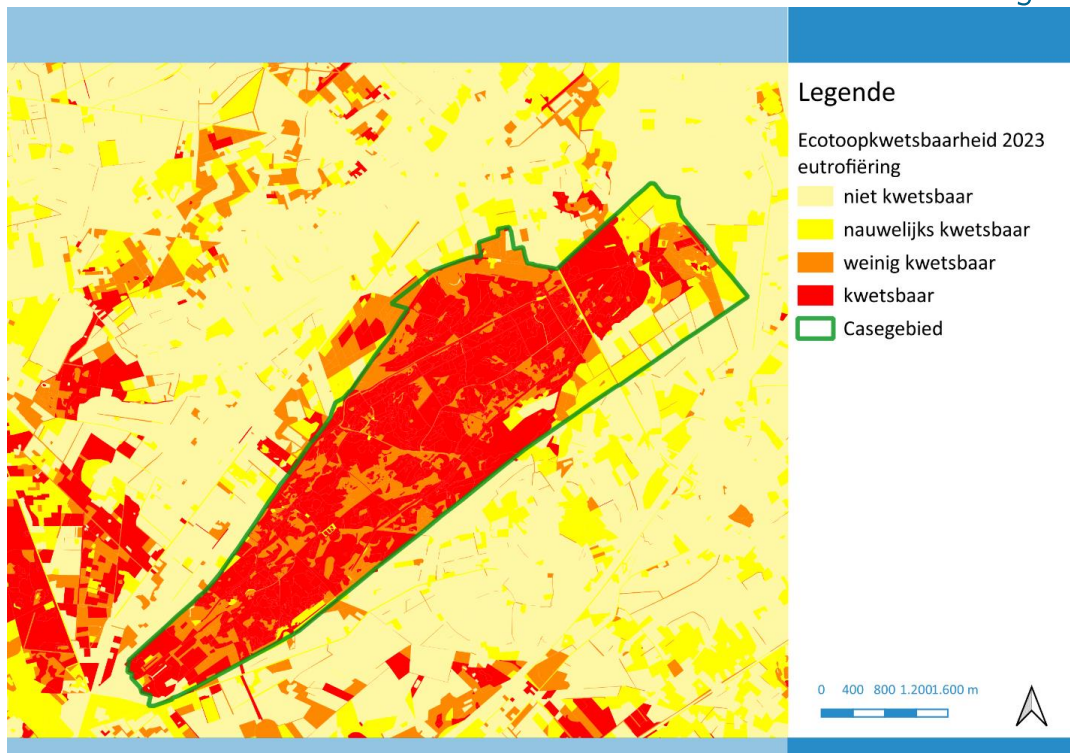 Legende
Ecotoopkwetsbaarheid 2023
eutrofiëring
niet kwetsbaar
nauwelijks kwetsbaar
weinig kwetsbaar
kwetsbaar
Casegebied
0 400 800 1.2001.600 m